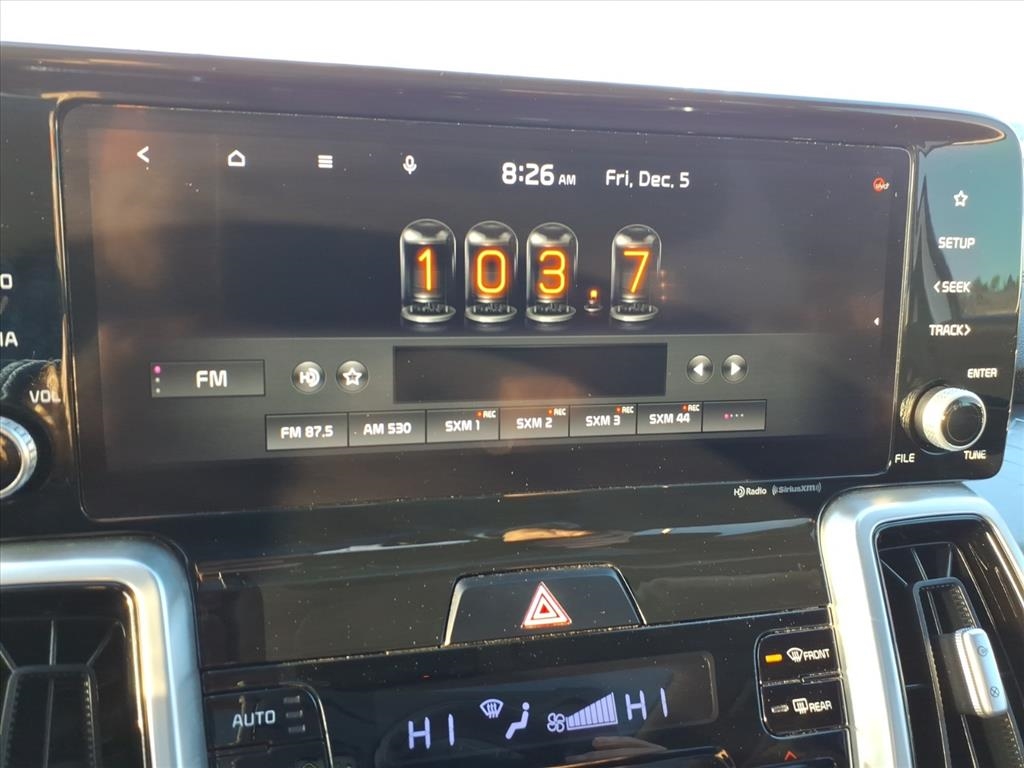 8:26 AM Fri, Dec. 5
103.7
SETUP
<SEEK
TRACK>
VOL
FM HD
ENTER
FM 87.5 AM 530 SXM 1 REC SXM 2 REC SXM 3 REC SXM 44 REC
FILE TUNE
HD Radio ((SiriusXM))
FRONT
REAR
AUTO
HI HI